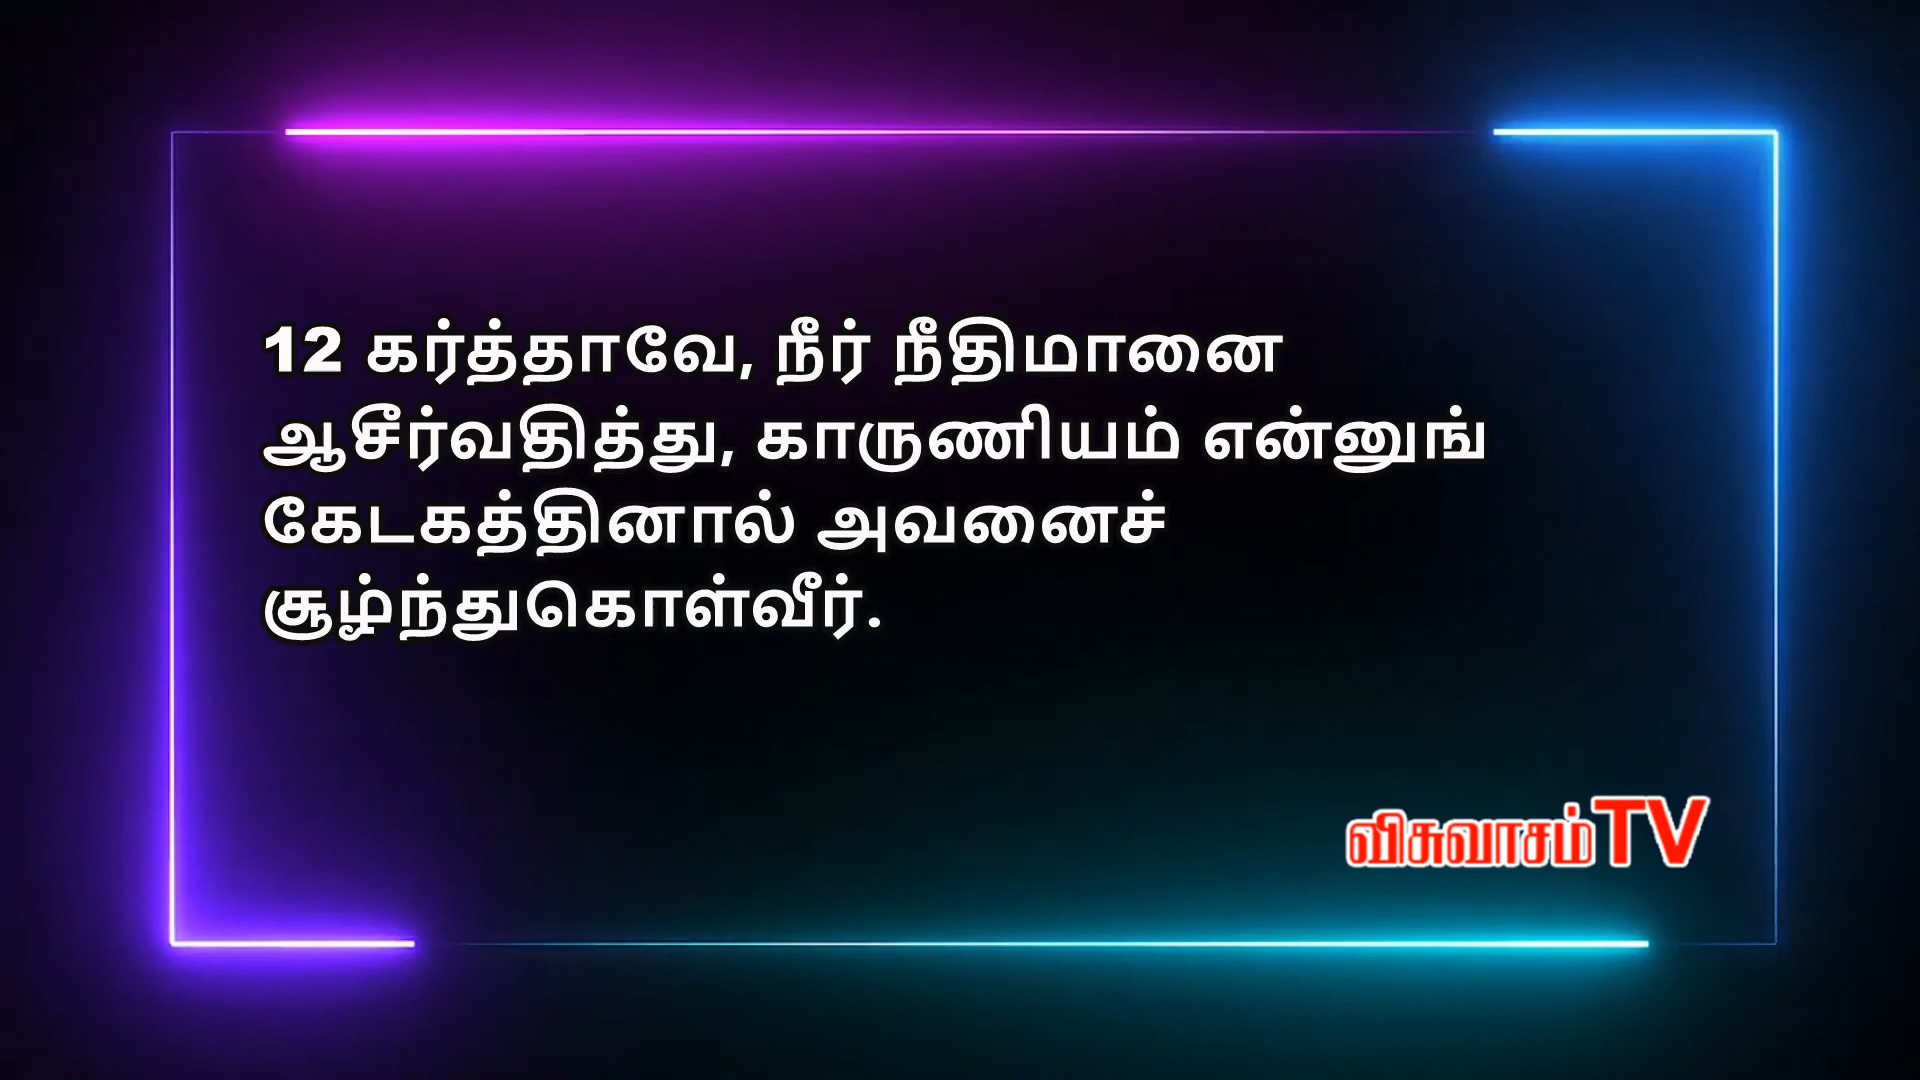 12 கர்த்தாவே, நீர் நீதிமானை
ஆசீர்வதித்து, காருணியம் என்னுங்
கேடகத்தினால் அவனைச்
சூழ்ந்துகொள்வீர்.
விசுவாசம்TV